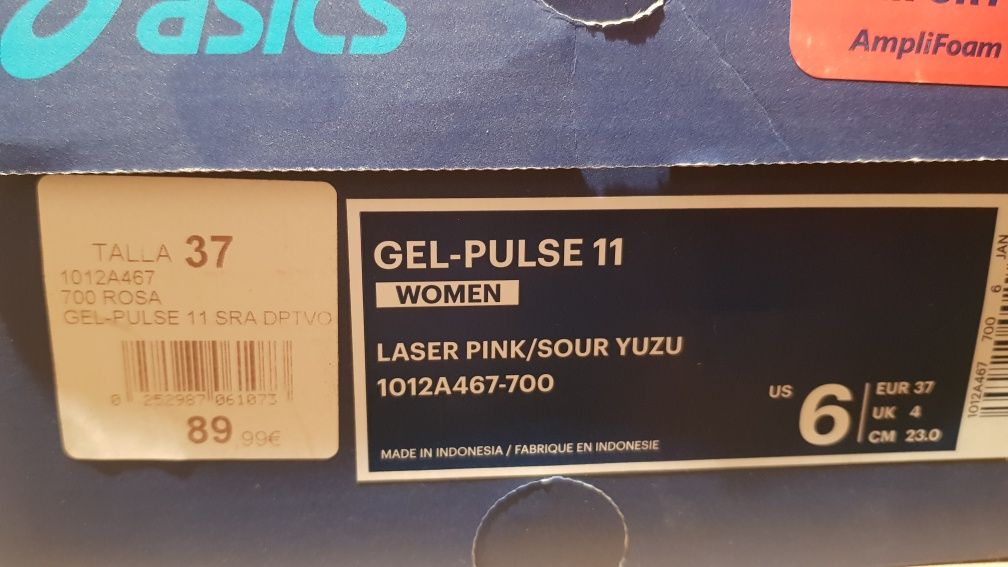 asics
AmpliFoam
TALLA 37
1012A467
700 ROSA
GEL-PULSE 11 SRA DPTVO
0 252987 061073
89,99€
GEL-PULSE 11
WOMEN
LASER PINK/SOUR YUZU
1012A467-700
US 6
EUR 37
UK 4
CM 23.0
MADE IN INDONESIA / FABRIQUE EN INDONESIE
1012A467 700 6 JAN